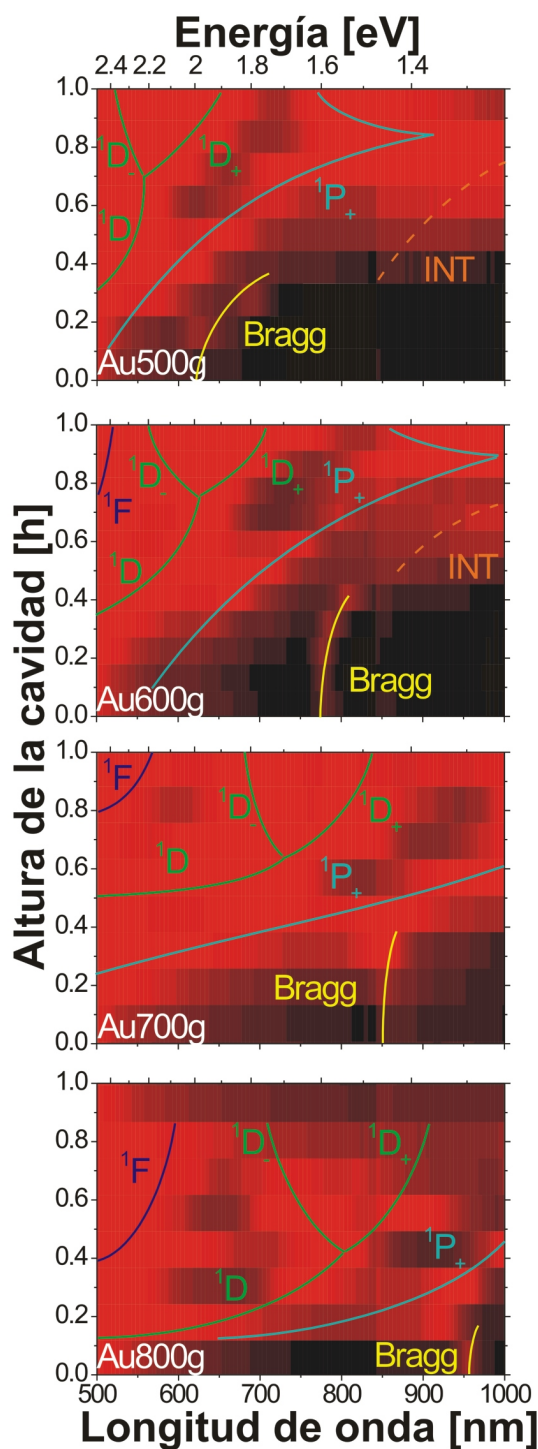 Energía [eV]
2.4 2.2 2 1.8 1.6 1.4
Altura de la cavidad [h]
1.0
0.8
0.6
0.4
0.2
0.0
¹D₋ ¹D₊
¹D
¹P₊
INT
Bragg
Au500g
1.0
0.8
0.6
0.4
0.2
0.0
¹F
¹D₋ ¹D₊ ¹P₊
¹D
INT
Bragg
Au600g
1.0
0.8
0.6
0.4
0.2
0.0
¹F
¹D₋ ¹D₊
¹D
¹P₊
Bragg
Au700g
1.0
0.8
0.6
0.4
0.2
0.0
¹F
¹D₋ ¹D₊
¹P₊
¹D
Bragg
Au800g
500 600 700 800 900 1000
Longitud de onda [nm]